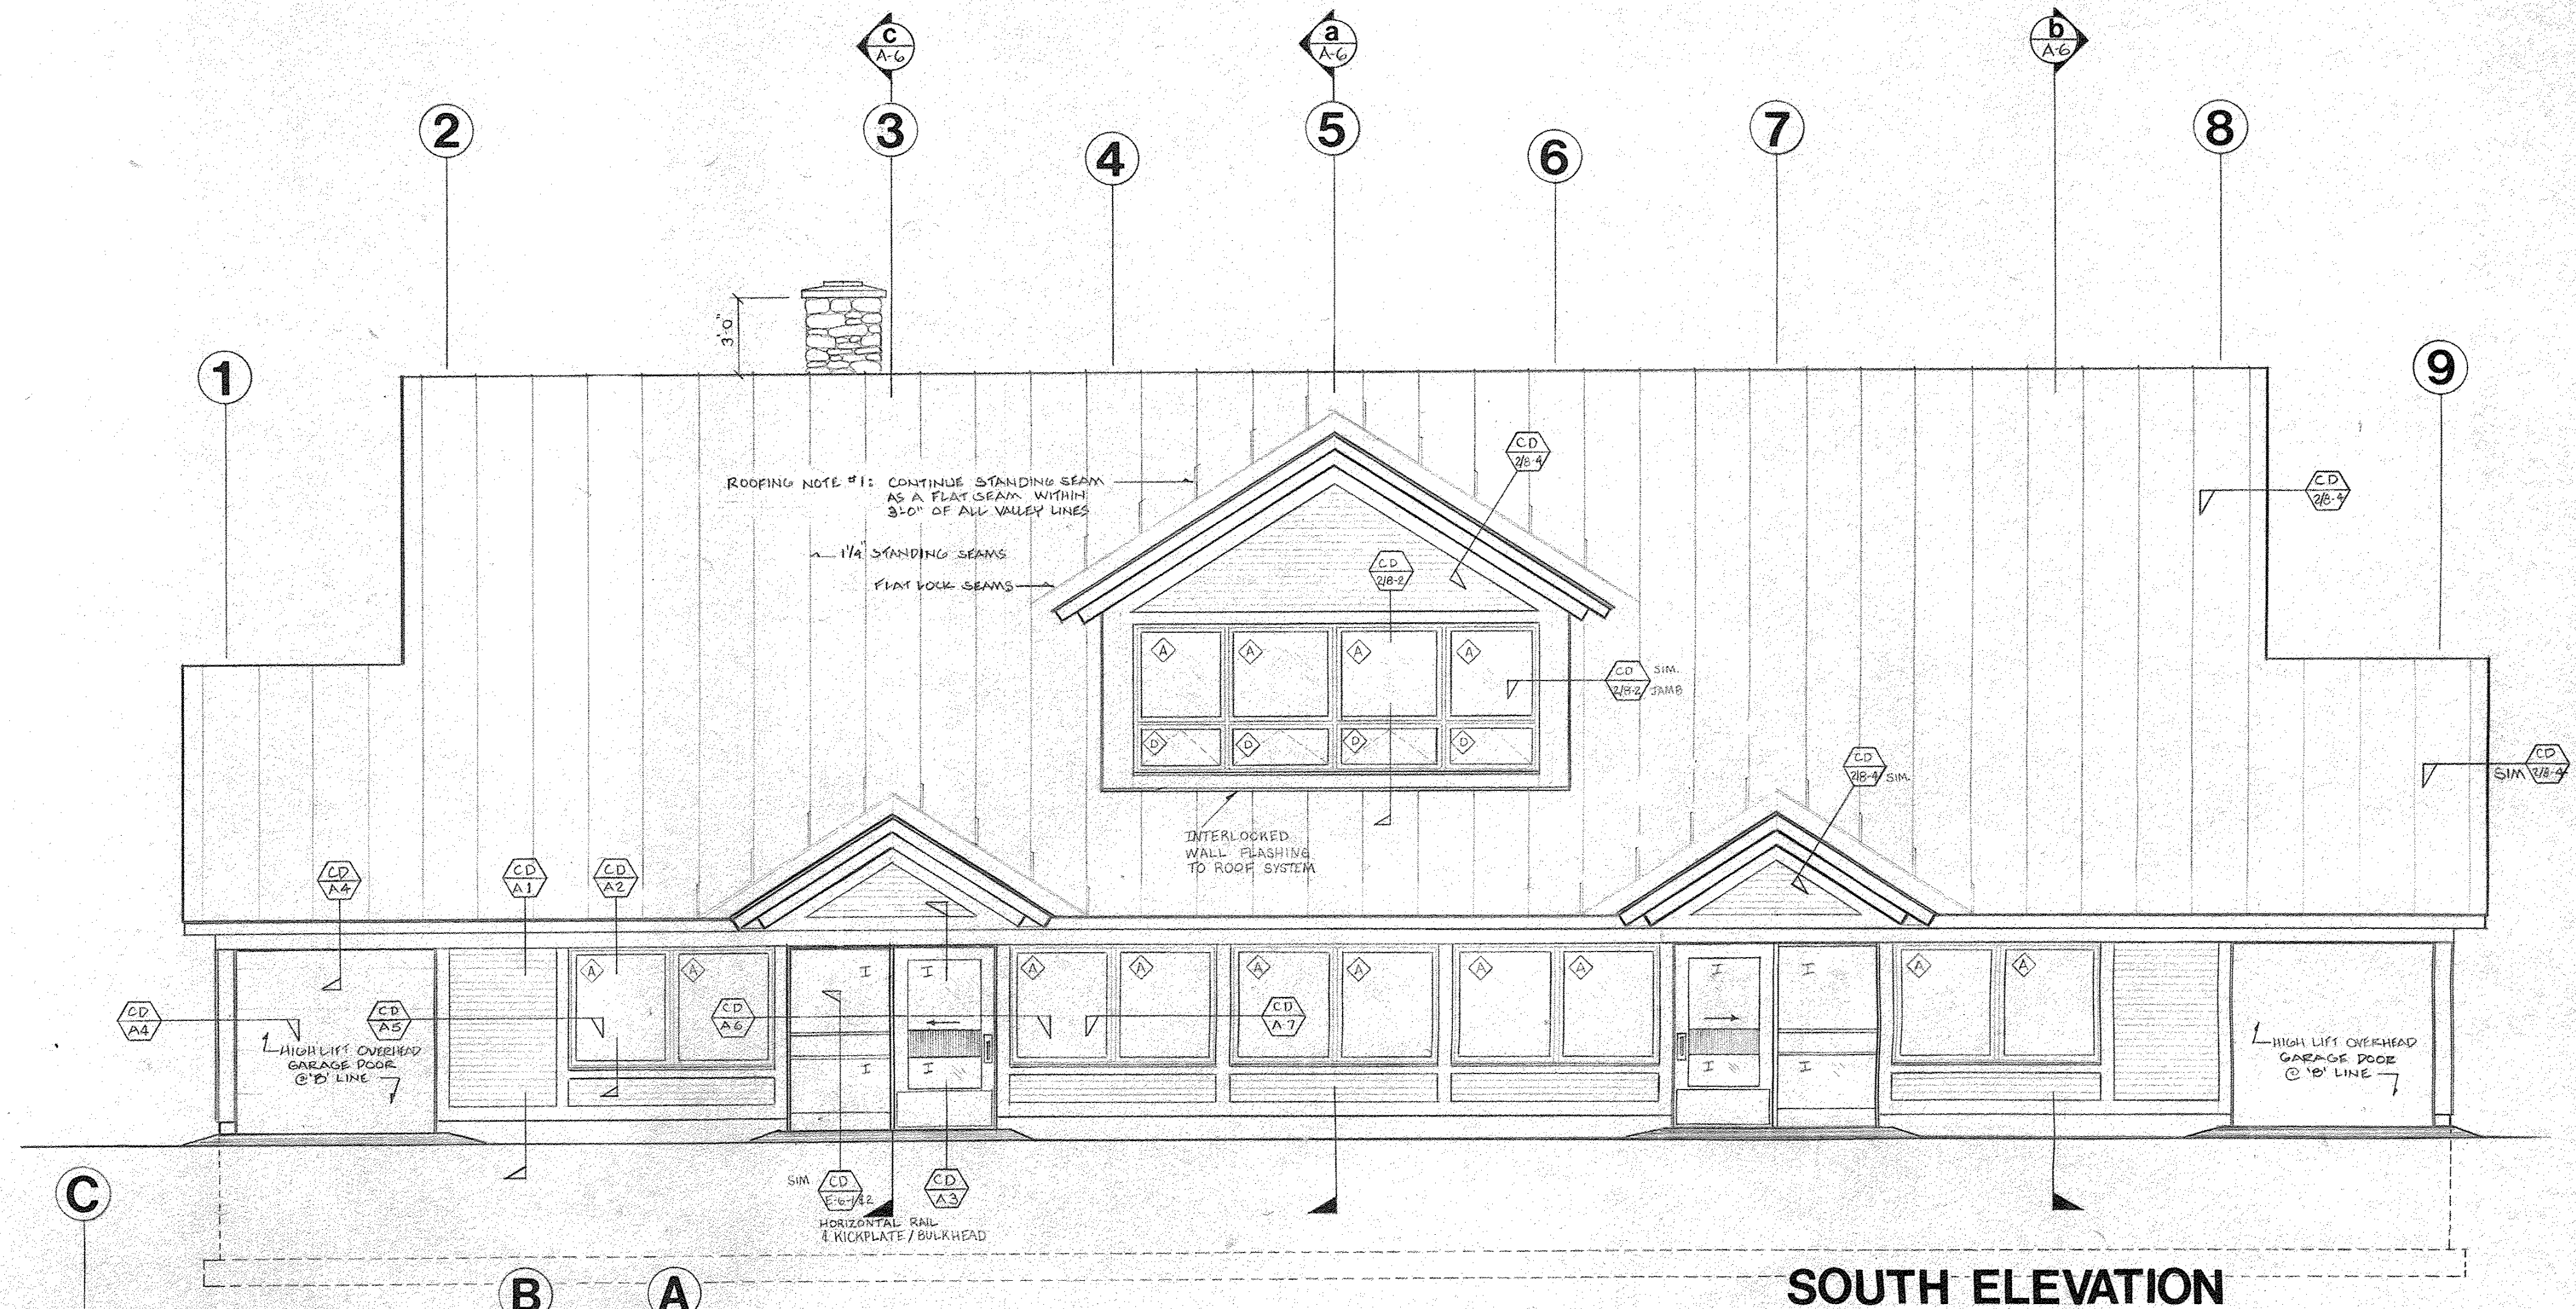 c
A-6
a
A-6
b
A-6
2
3
4
5
6
7
8
1
9
3'-0"
ROOFING NOTE #1: CONTINUE STANDING SEAM
AS A FLAT SEAM WITHIN
3'-0" OF ALL VALLEY LINES
1 1/4" STANDING SEAMS
FLAT LOCK SEAMS
CD
2/8-4
CD
2/8-4
CD
2/8-2
A
A
A
A
CD
2/8-2
SIM.
JAMB
D
D
D
D
CD
2/8-4
SIM.
SIM
CD
2/8-4
INTERLOCKED
WALL FLASHING
TO ROOF SYSTEM
CD
A4
CD
A1
CD
A2
A
A
I
I
A
A
A
A
A
A
I
I
A
A
CD
A4
CD
A5
CD
A6
CD
A-7
HIGH LIFT OVERHEAD
GARAGE DOOR
@ 'B' LINE
I
I
I
I
HIGH LIFT OVERHEAD
GARAGE DOOR
@ 'B' LINE
C
SIM
CD
E-6-1&2
CD
A3
HORIZONTAL RAIL
& KICKPLATE / BULKHEAD
B
A
SOUTH ELEVATION